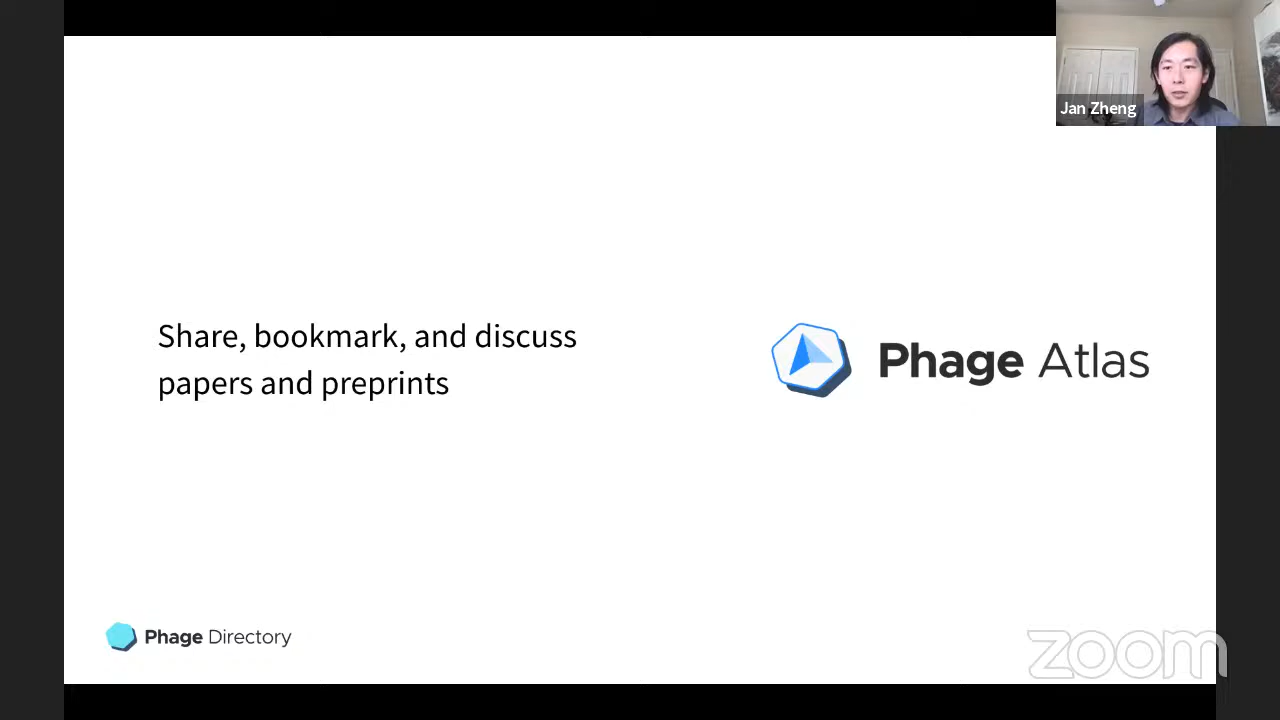 Jan Zheng
Share, bookmark, and discuss
papers and preprints
Phage Atlas
Phage Directory
zoom